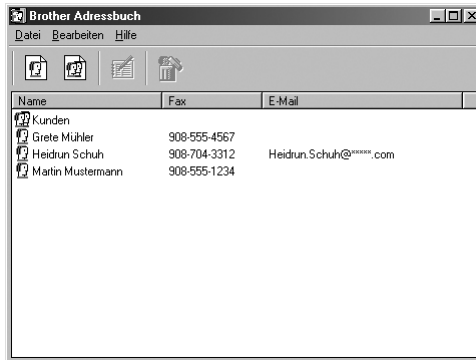 Brother Adressbuch
Datei Bearbeiten Hilfe
Name Fax E-Mail
Kunden
Grete Mühler 908-555-4567
Heidrun Schuh 908-704-3312 Heidrun.Schuh@*****.com
Martin Mustermann 908-555-1234